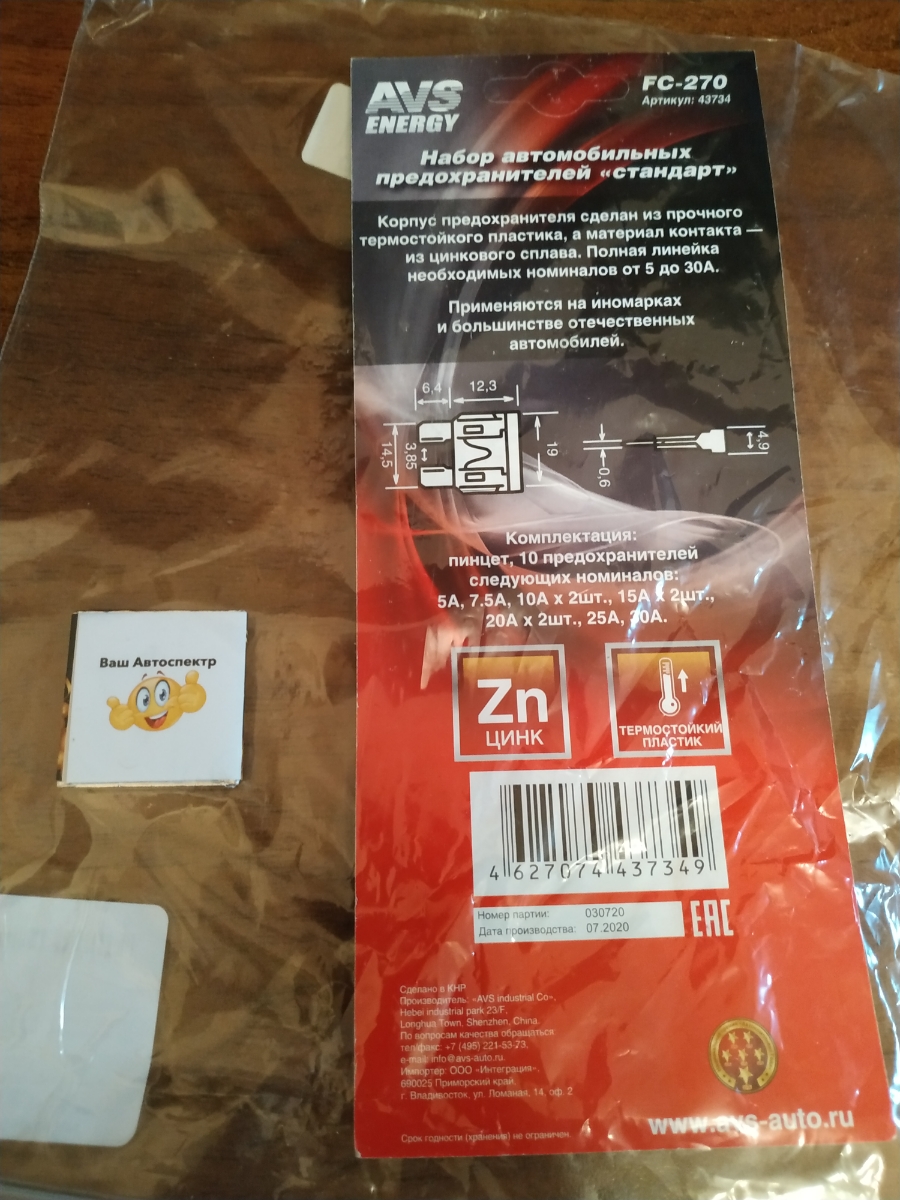 AVS
ENERGY
FC-270
Артикул: 43734
Набор автомобильных
предохранителей «стандарт»
Корпус предохранителя сделан из прочного
термостойкого пластика, а материал контакта —
из цинкового сплава. Полная линейка
необходимых номиналов от 5 до 30А.
Применяются на иномарках
и большинстве отечественных
автомобилей.
6,4
12,3
14,5
3,85
19
0,6
4,9
Комплектация:
пинцет, 10 предохранителей
следующих номиналов:
5А, 7.5А, 10А х 2шт., 15А х 2шт.,
20А х 2шт., 25А, 30А.
Zn
ЦИНК
ТЕРМОСТОЙКИЙ
ПЛАСТИК
Ваш Автоспектр
4 627074 437349
Номер партии: 030720
Дата производства: 07.2020
EAC
Сделано в КНР
Производитель: «AVS industrial Co».
Hebei industrial park 23/F.
Longhua Town, Shenzhen, China.
По вопросам качества обращаться:
тел/факс: +7 (495) 221-53-73,
e-mail: info@avs-auto.ru.
Импортер: ООО «Интеграция».
690025 Приморский край,
г. Владивосток, ул. Ломаная, 14, оф. 2
www.avs-auto.ru
Срок годности (хранения) не ограничен.